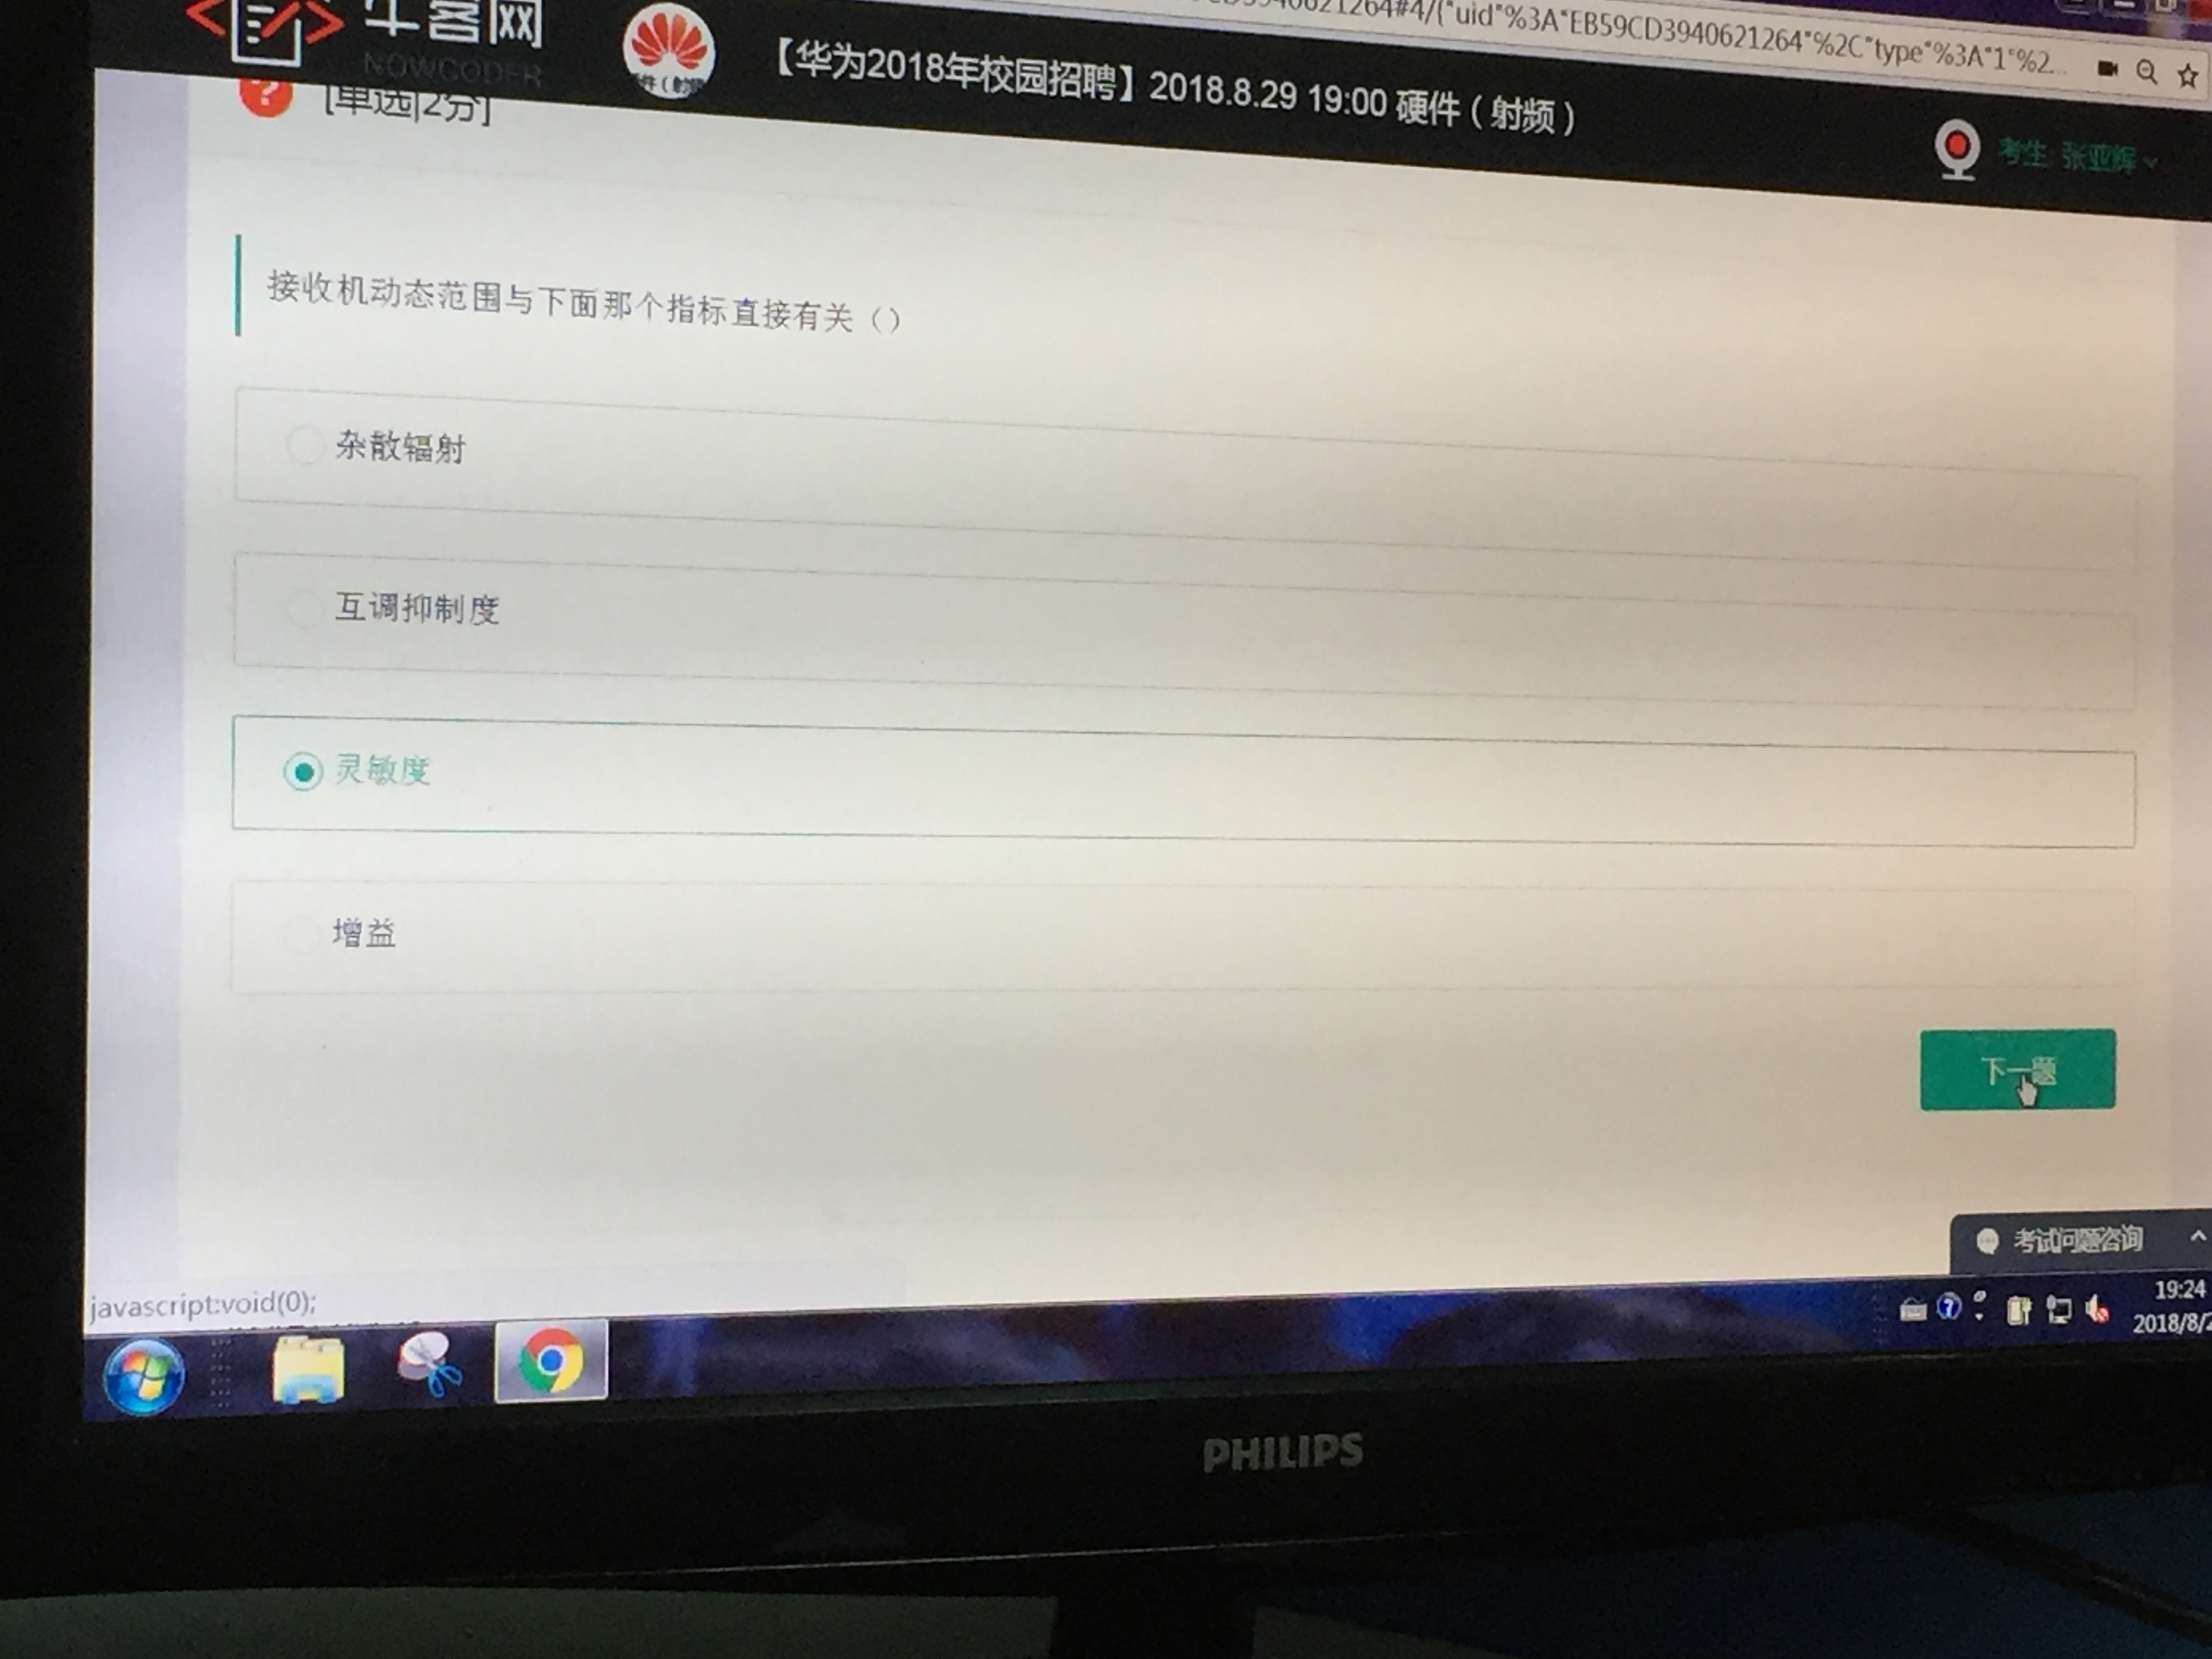 0621264#4/{"uid"%3A"EB59CD3940621264"%2C"type"%3A"1"%2...
牛客网
NOWCODER
【华为2018年校园招聘】2018.8.29 19:00 硬件（射频）
考生 张亚辉
[单选|2分]
接收机动态范围与下面那个指标直接有关（）
杂散辐射
互调抑制度
灵敏度
增益
下一题
考试问题咨询
javascript:void(0);
19:24
2018/8/2
PHILIPS